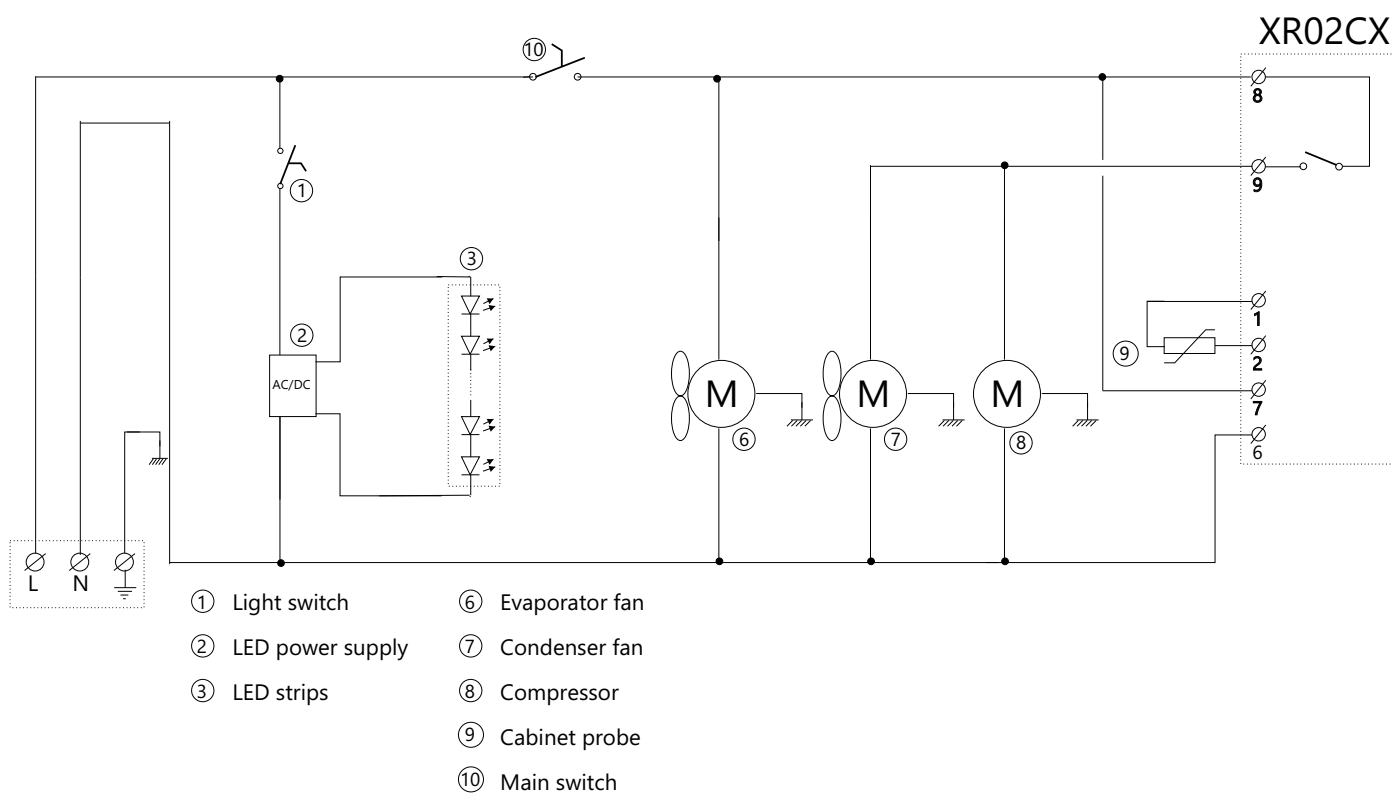 XR02CX
⑩
8
①
9
③
②
1
⑨
2
AC/DC
M
M
M
7
⑥
⑦
⑧
6
L
N
① Light switch
② LED power supply
③ LED strips
⑥ Evaporator fan
⑦ Condenser fan
⑧ Compressor
⑨ Cabinet probe
⑩ Main switch